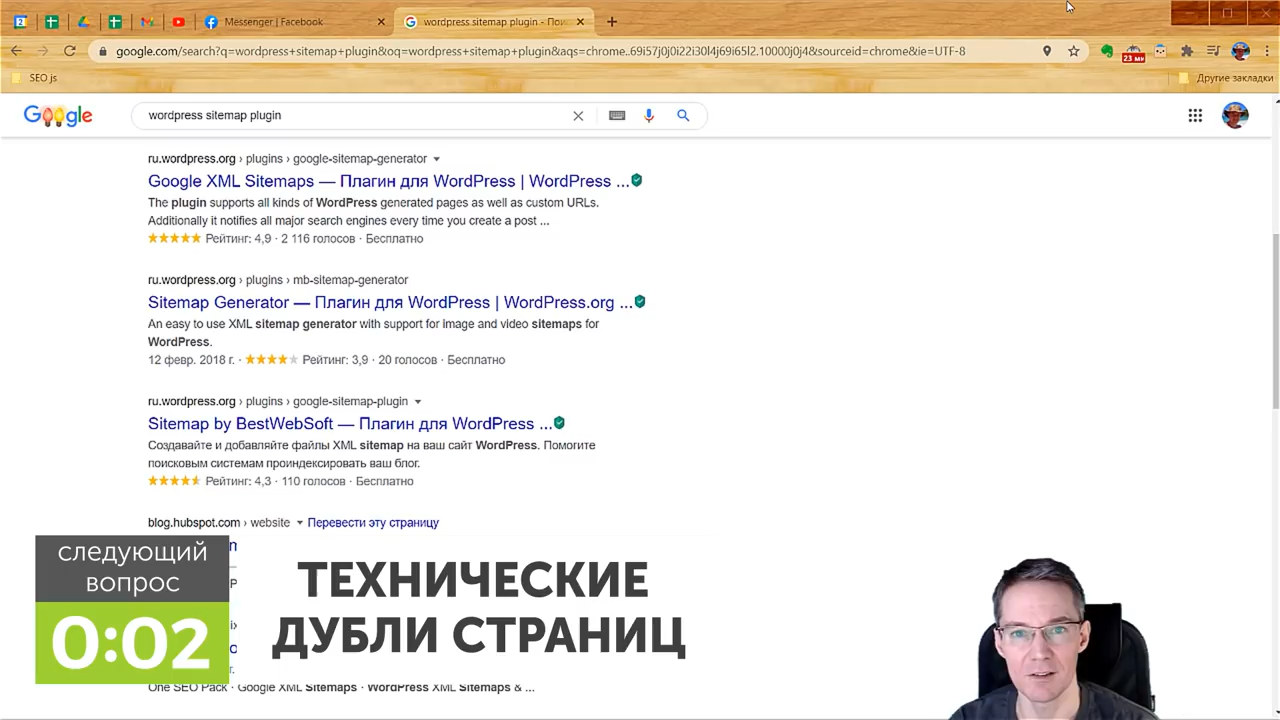 Messenger | Facebook
wordpress sitemap plugin - Пои
google.com/search?q=wordpress+sitemap+plugin&oq=wordpress+sitemap+plugin&aqs=chrome..69i57j0j0i22i30l4j69i65l2.10000j0j4&sourceid=chrome&ie=UTF-8
23 ми
SEO js
Другие закладки
Google
wordpress sitemap plugin
ru.wordpress.org › plugins › google-sitemap-generator
Google XML Sitemaps — Плагин для WordPress | WordPress ...
The plugin supports all kinds of WordPress generated pages as well as custom URLs.
Additionally it notifies all major search engines every time you create a post ...
Рейтинг: 4,9 · 2 116 голосов · Бесплатно
ru.wordpress.org › plugins › mb-sitemap-generator
Sitemap Generator — Плагин для WordPress | WordPress.org ...
An easy to use XML sitemap generator with support for image and video sitemaps for
WordPress.
12 февр. 2018 г. · Рейтинг: 3,9 · 20 голосов · Бесплатно
ru.wordpress.org › plugins › google-sitemap-plugin
Sitemap by BestWebSoft — Плагин для WordPress ...
Создавайте и добавляйте файлы XML sitemap на ваш сайт WordPress. Помогите
поисковым системам проиндексировать ваш блог.
Рейтинг: 4,3 · 110 голосов · Бесплатно
blog.hubspot.com › website Перевести эту страницу
следующий
вопрос
0:02
ТЕХНИЧЕСКИЕ
ДУБЛИ СТРАНИЦ
One SEO Pack · Google XML Sitemaps · WordPress XML Sitemaps & ...